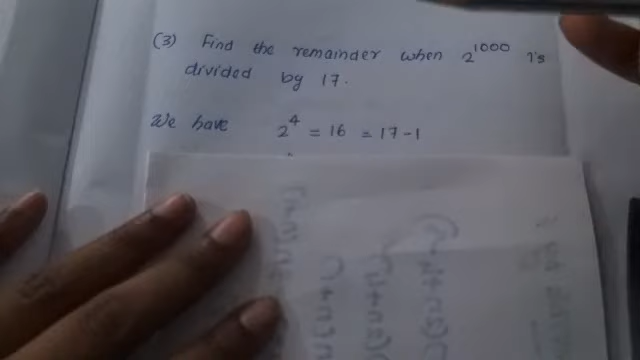 (3) Find the remainder when 2^1000 is
divided by 17.
We have 2^4 = 16 = 17-1